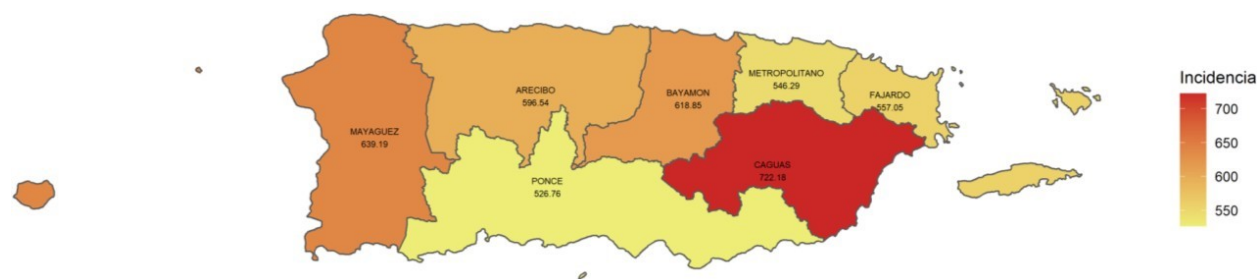 METROPOLITANO
546.29
ARECIBO
596.54
BAYAMON
618.85
FAJARDO
557.05
MAYAGUEZ
639.19
CAGUAS
722.18
PONCE
526.76
Incidencia
700
650
600
550